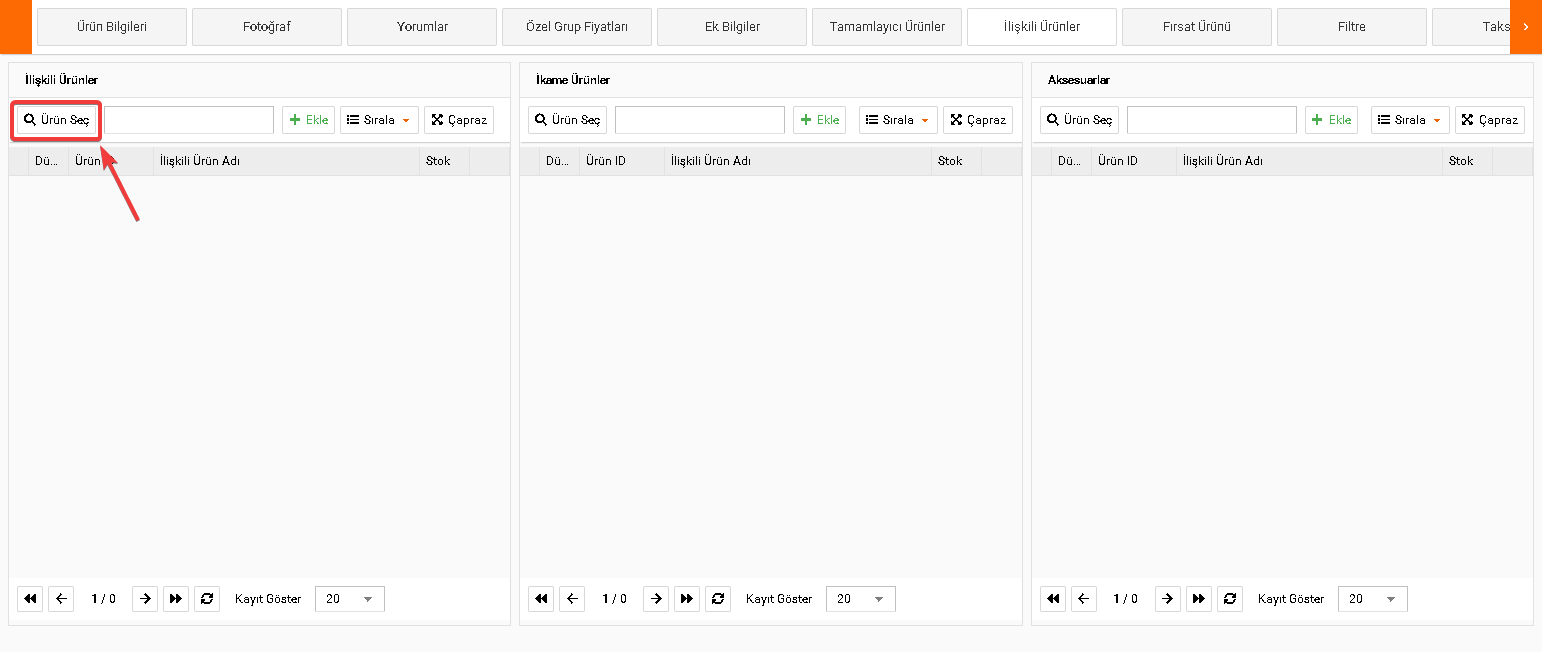 Ürün Bilgileri Fotoğraf Yorumlar Özel Grup Fiyatları Ek Bilgiler Tamamlayıcı Ürünler İlişkili Ürünler Fırsat Ürünü Filtre Taks
İlişkili Ürünler
Ürün Seç Ekle Sırala Çapraz
Dü... Ürün İlişkili Ürün Adı Stok
1 / 0 Kayıt Göster 20
İkame Ürünler
Ürün Seç Ekle Sırala Çapraz
Dü... Ürün ID İlişkili Ürün Adı Stok
1 / 0 Kayıt Göster 20
Aksesuarlar
Ürün Seç Ekle Sırala Çapraz
Dü... Ürün ID İlişkili Ürün Adı Stok
1 / 0 Kayıt Göster 20